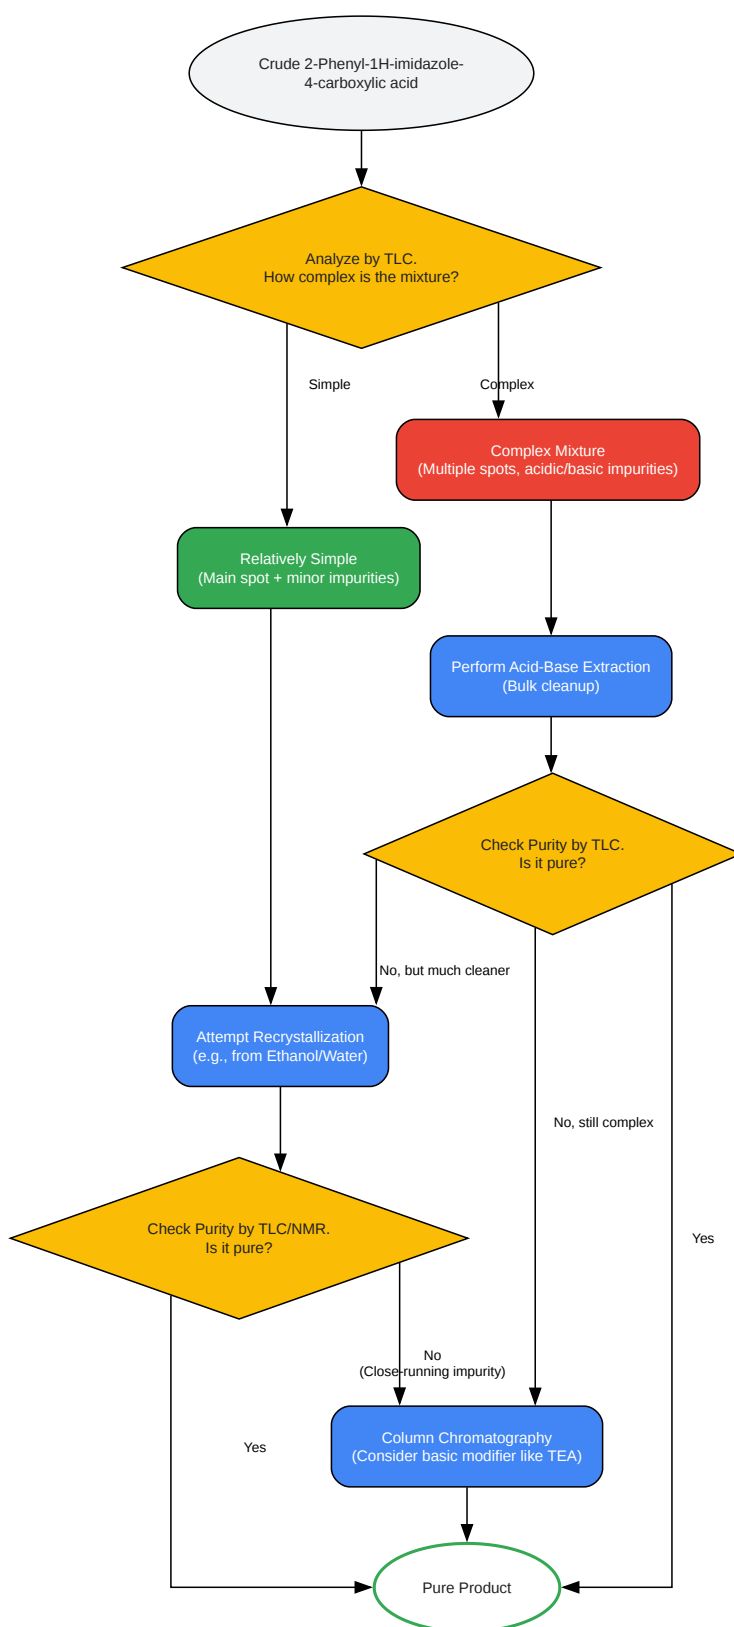 Crude 2-Phenyl-1H-imidazole-
4-carboxylic acid
Analyze by TLC.
How complex is the mixture?
Simple
Complex
Complex Mixture
(Multiple spots, acidic/basic impurities)
Relatively Simple
(Main spot + minor impurities)
Perform Acid-Base Extraction
(Bulk cleanup)
Check Purity by TLC.
Is it pure?
No, but much cleaner
Attempt Recrystallization
(e.g., from Ethanol/Water)
No, still complex
Check Purity by TLC/NMR.
Is it pure?
Yes
No
(Close-running impurity)
Column Chromatography
(Consider basic modifier like TEA)
Yes
Pure Product